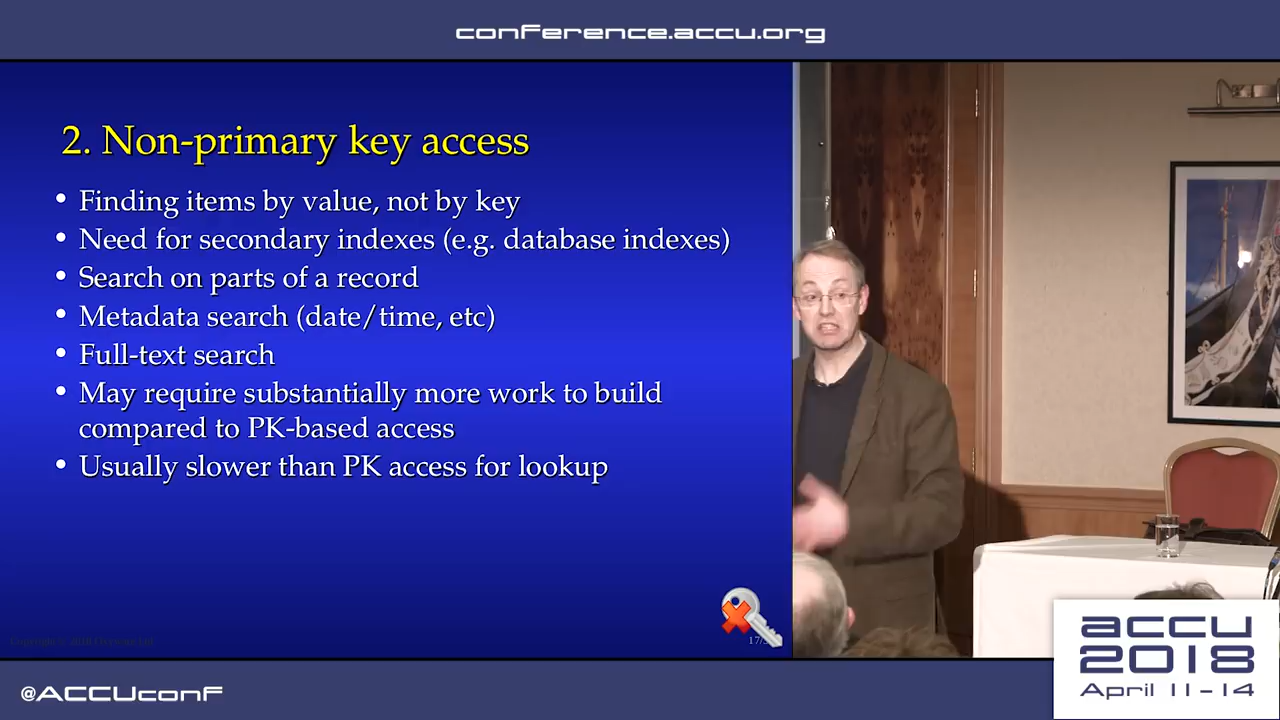 conference.accu.org
2. Non-primary key access
• Finding items by value, not by key
• Need for secondary indexes (e.g. database indexes)
• Search on parts of a record
• Metadata search (date/time, etc)
• Full-text search
• May require substantially more work to build
compared to PK-based access
• Usually slower than PK access for lookup
17/
@ACCUconf
accu
2018
April 11-14